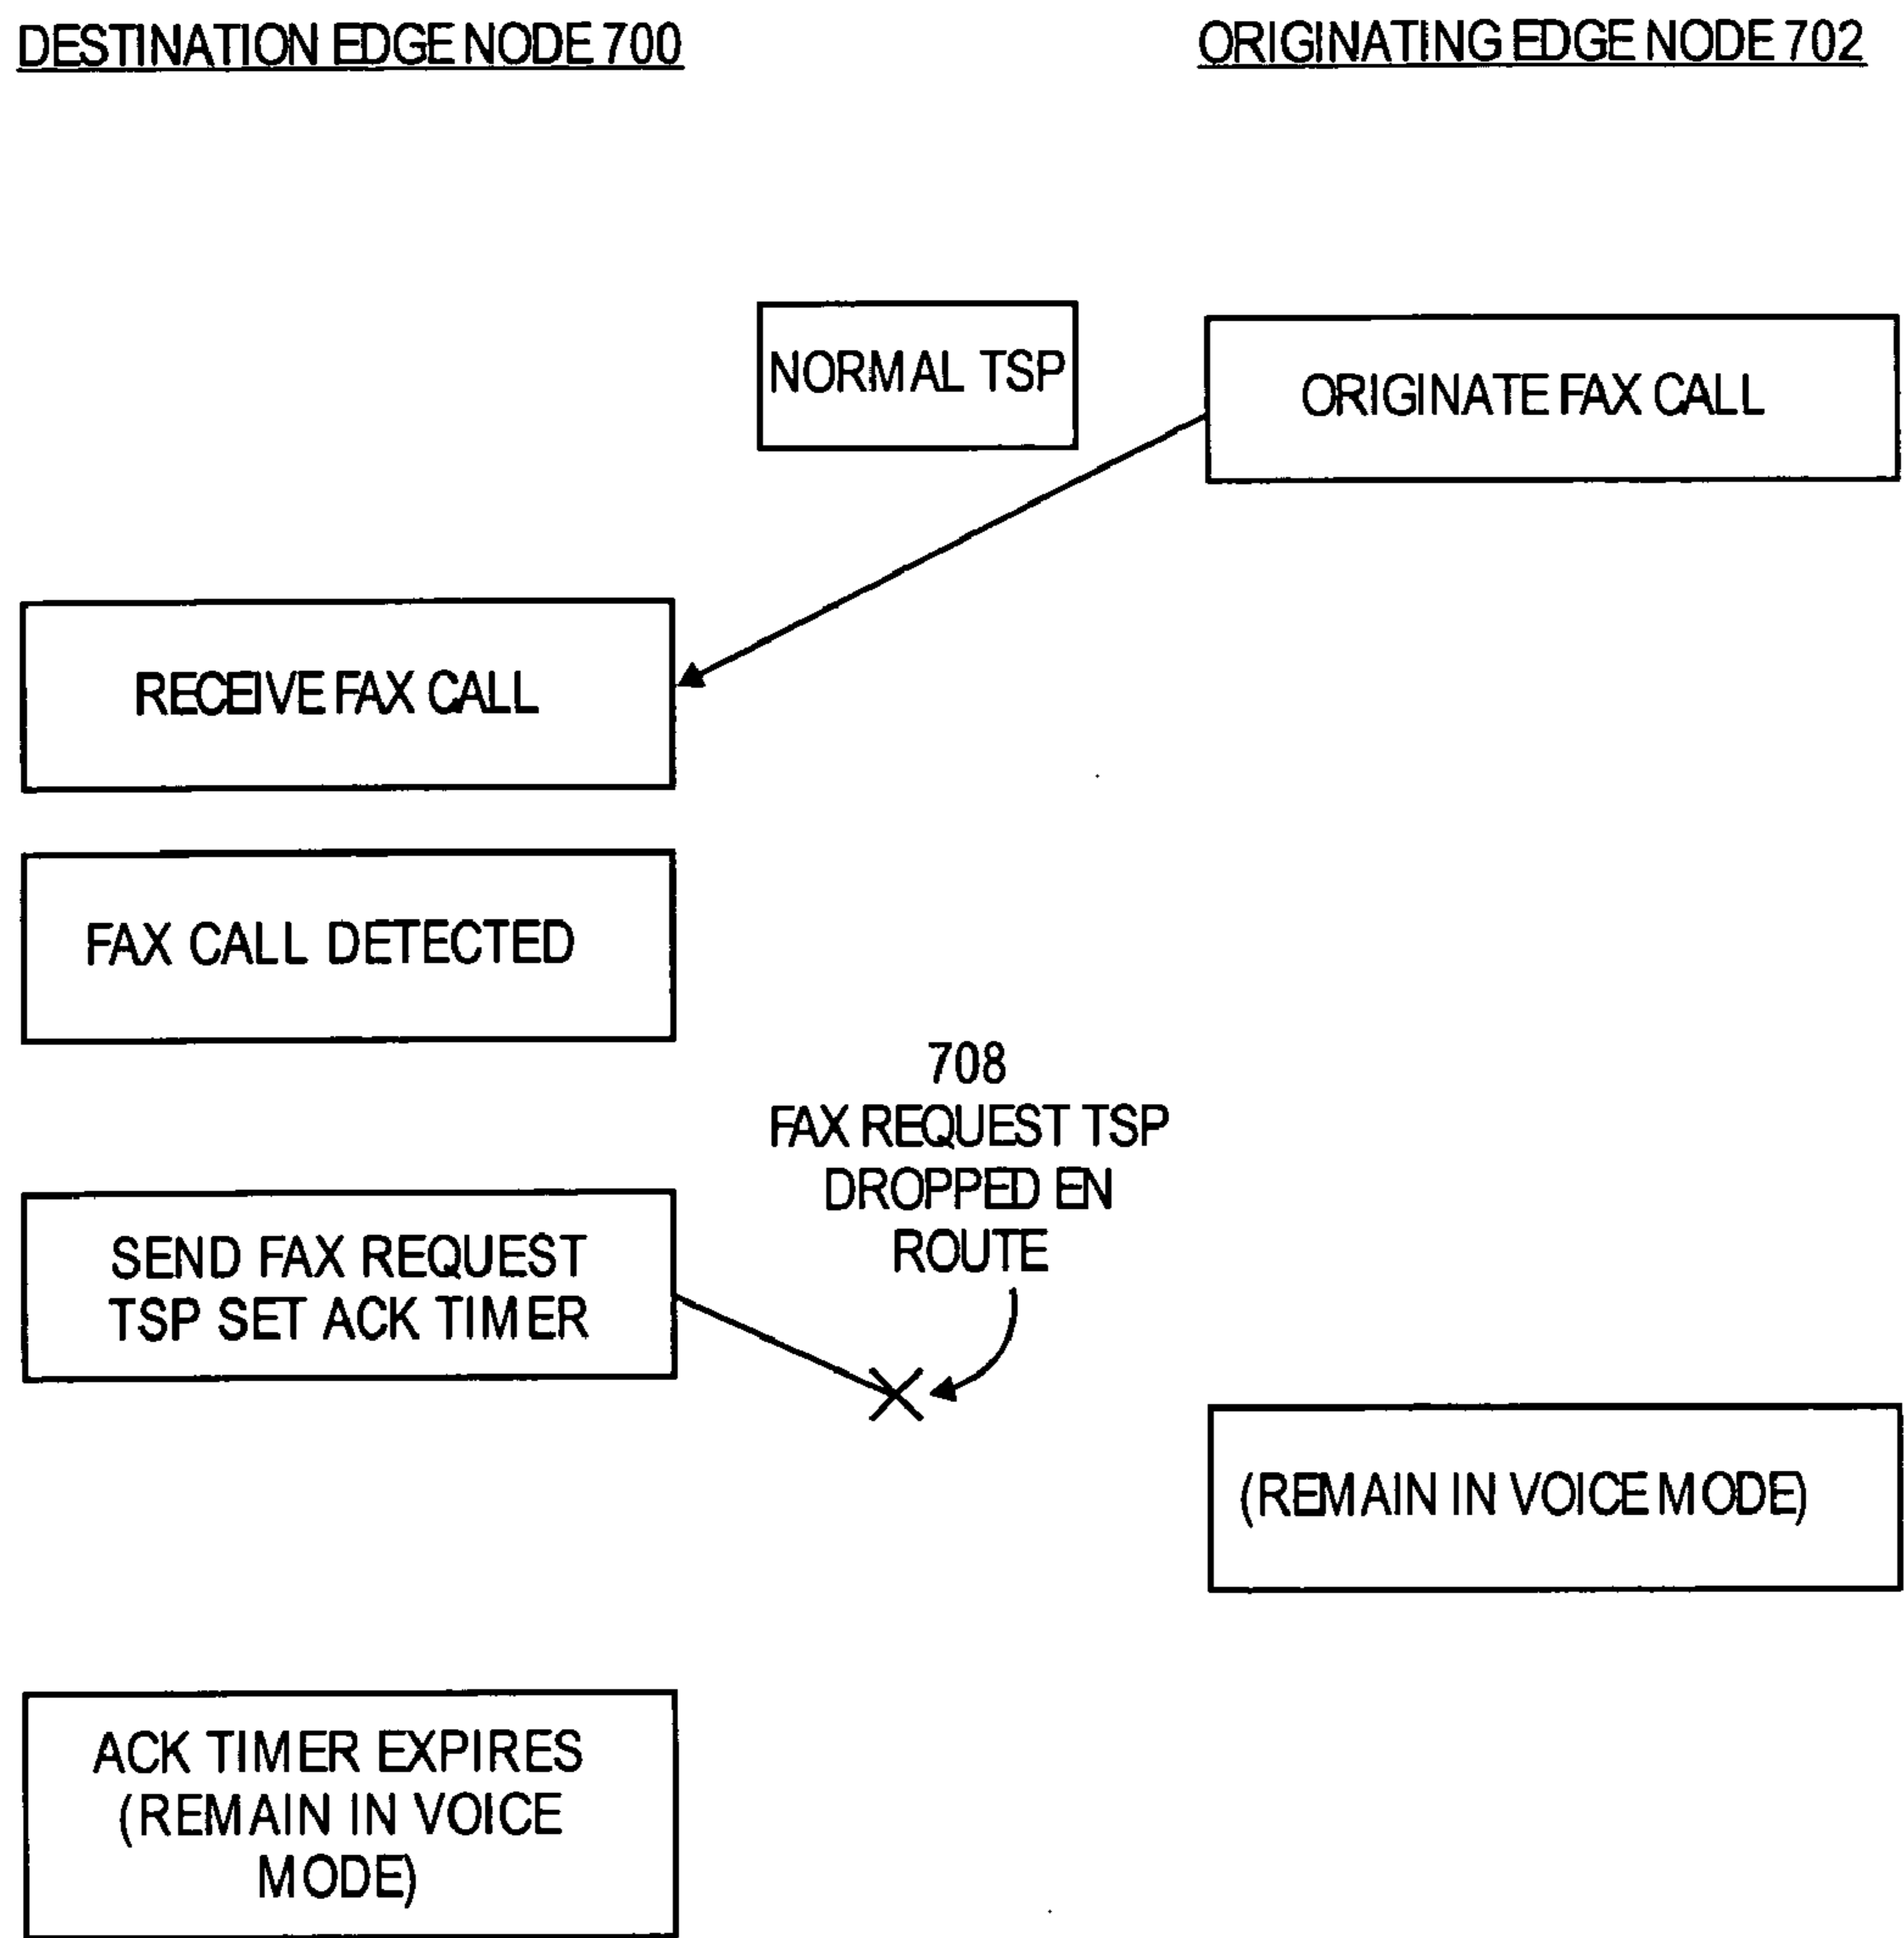 DESTINATION EDGE NODE 700
ORIGINATING EDGE NODE 702
NORMAL TSP
ORIGINATE FAX CALL
RECEIVE FAX CALL
FAX CALL DETECTED
708
FAX REQUEST TSP
DROPPED EN
ROUTE
SEND FAX REQUEST
TSP SET ACK TIMER
(REMAIN IN VOICE MODE)
ACK TIMER EXPIRES
(REMAIN IN VOICE
MODE)